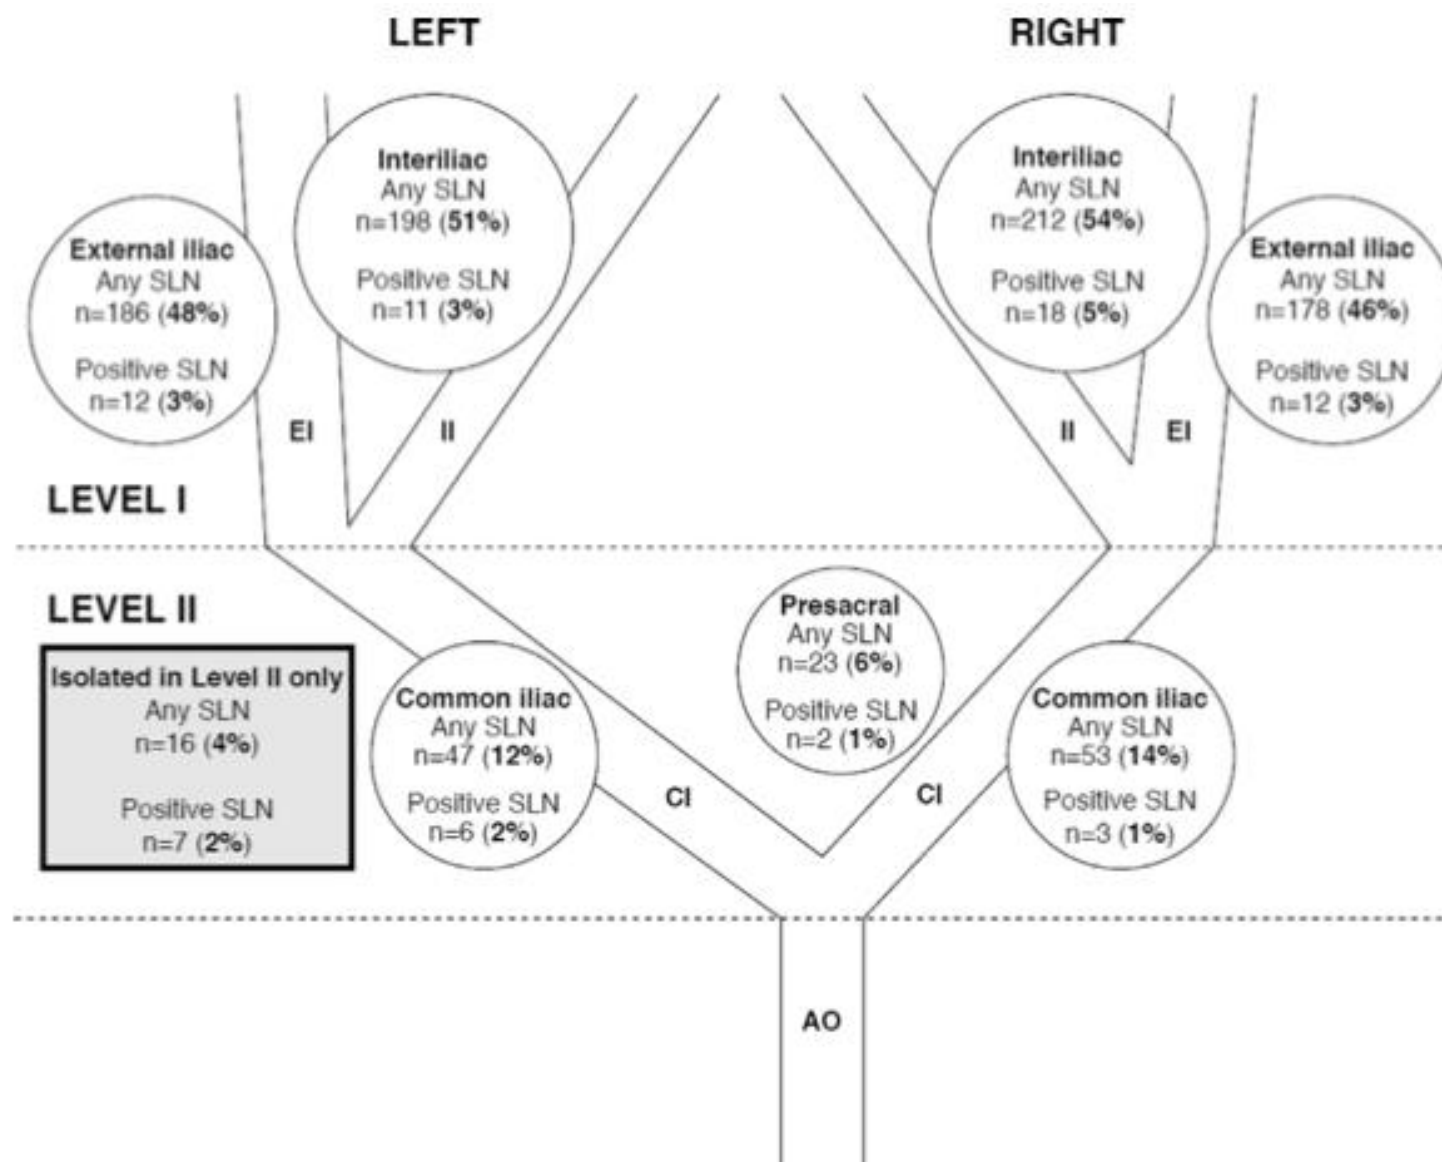 LEFT
RIGHT
Interiliac
Any SLN
n=198 (51%)
Positive SLN
n=11 (3%)
Interiliac
Any SLN
n=212 (54%)
Positive SLN
n=18 (5%)
External iliac
Any SLN
n=186 (48%)
Positive SLN
n=12 (3%)
External iliac
Any SLN
n=178 (46%)
Positive SLN
n=12 (3%)
EI
II
II
EI
LEVEL I
LEVEL II
Isolated in Level II only
Any SLN
n=16 (4%)
Positive SLN
n=7 (2%)
Common iliac
Any SLN
n=47 (12%)
Positive SLN
n=6 (2%)
Presacral
Any SLN
n=23 (6%)
Positive SLN
n=2 (1%)
Common iliac
Any SLN
n=53 (14%)
Positive SLN
n=3 (1%)
CI
CI
AO